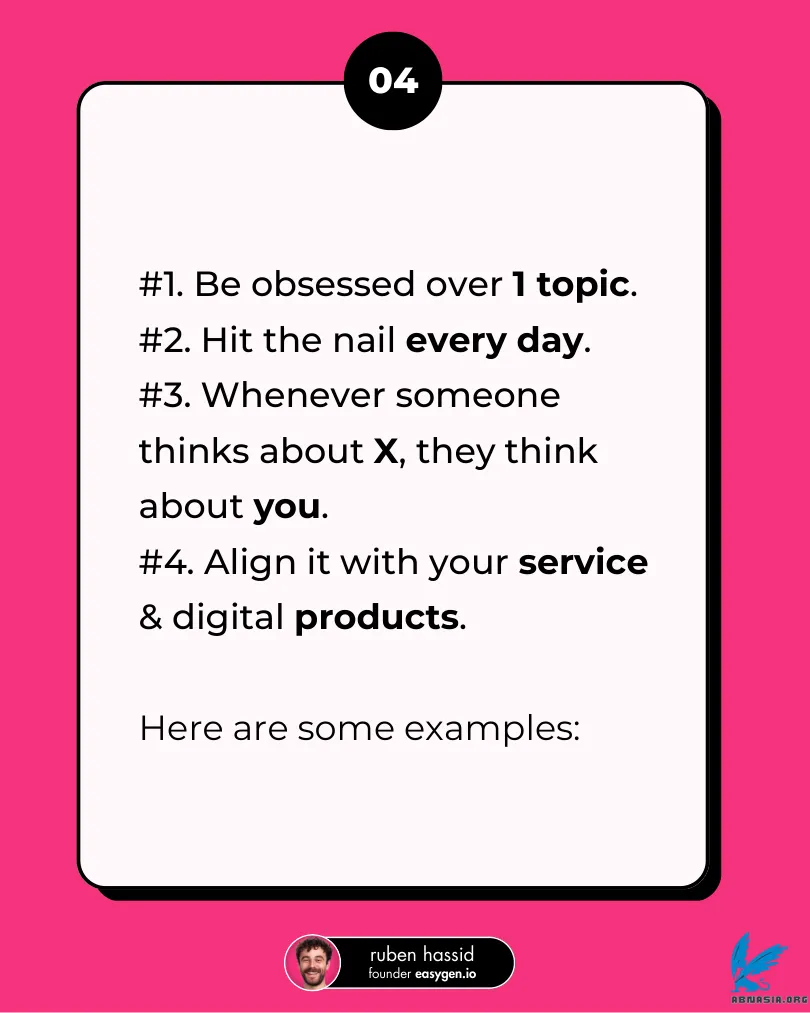 04
#1. Be obsessed over 1 topic.
#2. Hit the nail every day.
#3. Whenever someone
thinks about X, they think
about you.
#4. Align it with your service
& digital products.
Here are some examples:
ruben hassid
founder easygen.io
ABNASIA.ORG